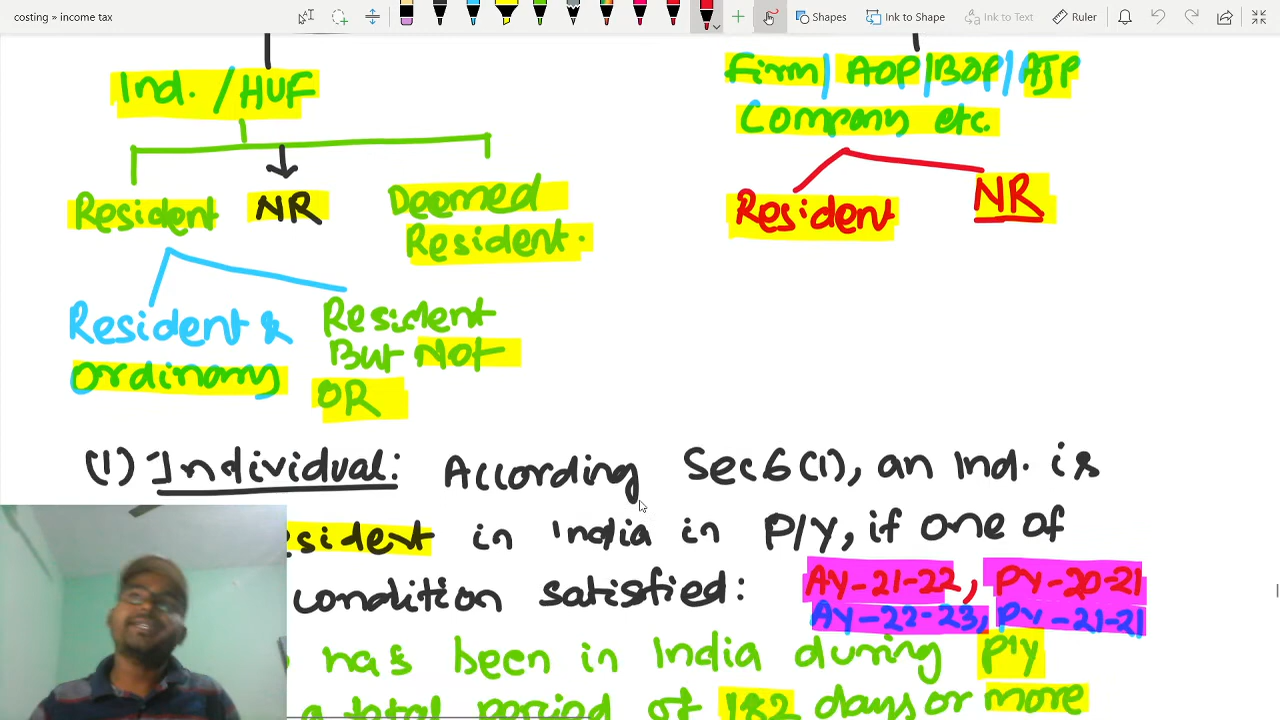 costing » income tax
Shapes
Ink to Shape
Ink to Text
Ruler
Ind. / HUF
Firm / AOP / BOP / AJP
Company etc.
Resident
NR
Deemed
Resident.
Resident
NR
Resident &
ordinary
Resident
But Not
OR
(1) Individual: According Sec 6(1), an Ind. is
esident in India in P/Y, if one of
condition satisfied:
AY-21-22, PY-20-21
AY-22-23, PY-21-21
has been in India during P/Y
a total period of 182 days or more